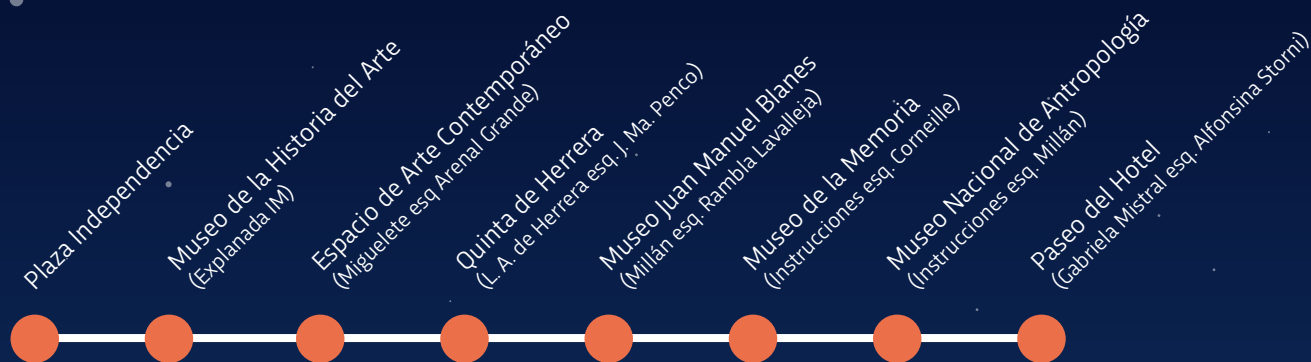 Plaza Independencia
Museo de la Historia del Arte
(Explanada IM)
Espacio de Arte Contemporáneo
(Miguelete esq Arenal Grande)
Quinta de Herrera
(L. A. de Herrera esq. J. Ma. Penco)
Museo Juan Manuel Blanes
(Millán esq. Rambla Lavalleja)
Museo de la Memoria
(Instrucciones esq. Corneille)
Museo Nacional de Antropología
(Instrucciones esq. Millán)
Paseo del Hotel
(Gabriela Mistral esq. Alfonsina Storni)